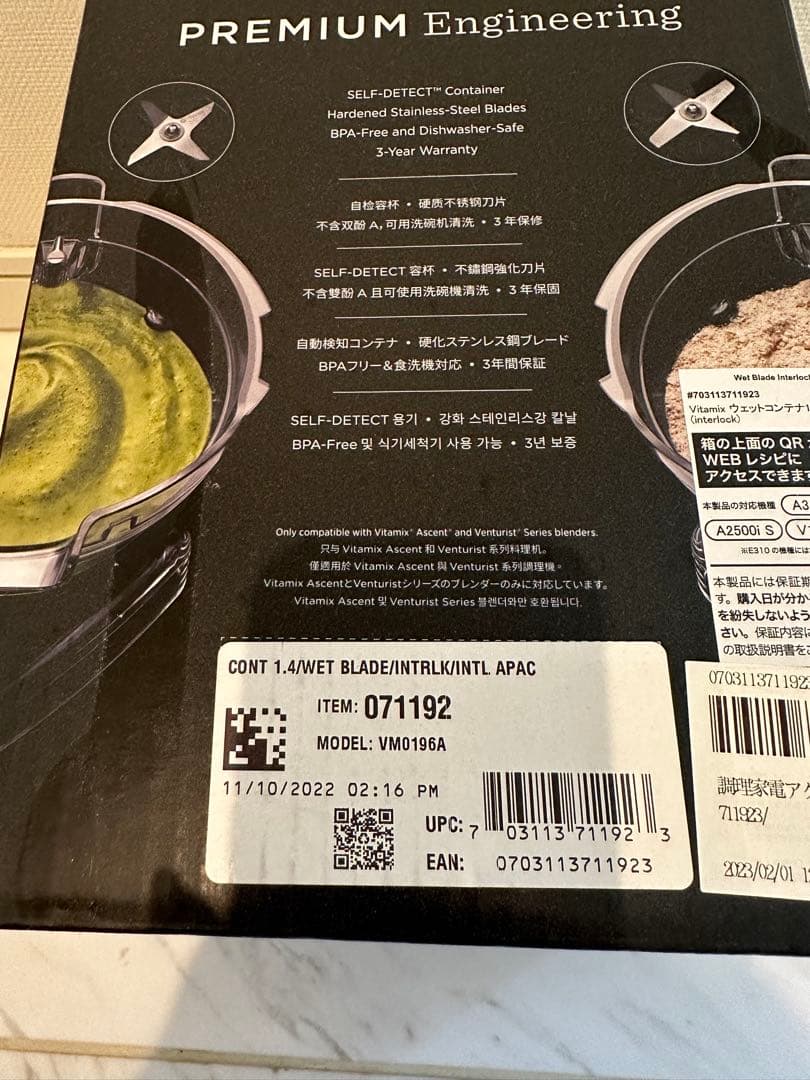 PREMIUM Engineering
SELF-DETECT™ Container
Hardened Stainless-Steel Blades
BPA-Free and Dishwasher-Safe
3-Year Warranty
自检容杯 • 硬质不锈钢刀片
不含双酚 A, 可用洗碗机清洗 • 3 年保修
SELF-DETECT 容杯 • 不鏽鋼強化刀片
不含雙酚 A 且可使用洗碗機清洗 • 3 年保固
自動検知コンテナ • 硬化ステンレス鋼ブレード
BPAフリー&食洗機対応 • 3年間保証
SELF-DETECT 용기 • 강화 스테인리스강 칼날
BPA-Free 및 식기세척기 사용 가능 • 3년 보증
Only compatible with Vitamix® Ascent® and Venturist® Series blenders.
只与 Vitamix Ascent 和 Venturist 系列料理机。
僅適用於 Vitamix Ascent 與 Venturist 系列調理機。
Vitamix AscentとVenturistシリーズのブレンダーのみに対応しています。
Vitamix Ascent 및 Venturist Series 블렌더와만 호환됩니다.
CONT 1.4/WET BLADE/INTRLK/INTL. APAC
ITEM: 071192
MODEL: VM0196A
11/10/2022 02:16 PM
UPC: 7 03113 71192 3
EAN: 0703113711923
Wet Blade Interlock
#703113711923
Vitamix ウェットコンテナ1
(interlock)
箱の上面の QR
WEB レシピに
アクセスできます
本製品の対応機種 A3
A2500i S V1
※E310 の機種には
本製品には保証期
す。購入日が分か
を紛失しないよう
さい。保証内容は
の取扱説明書をご
0703113711923
調理家電アク
711923/
2023/02/01 1